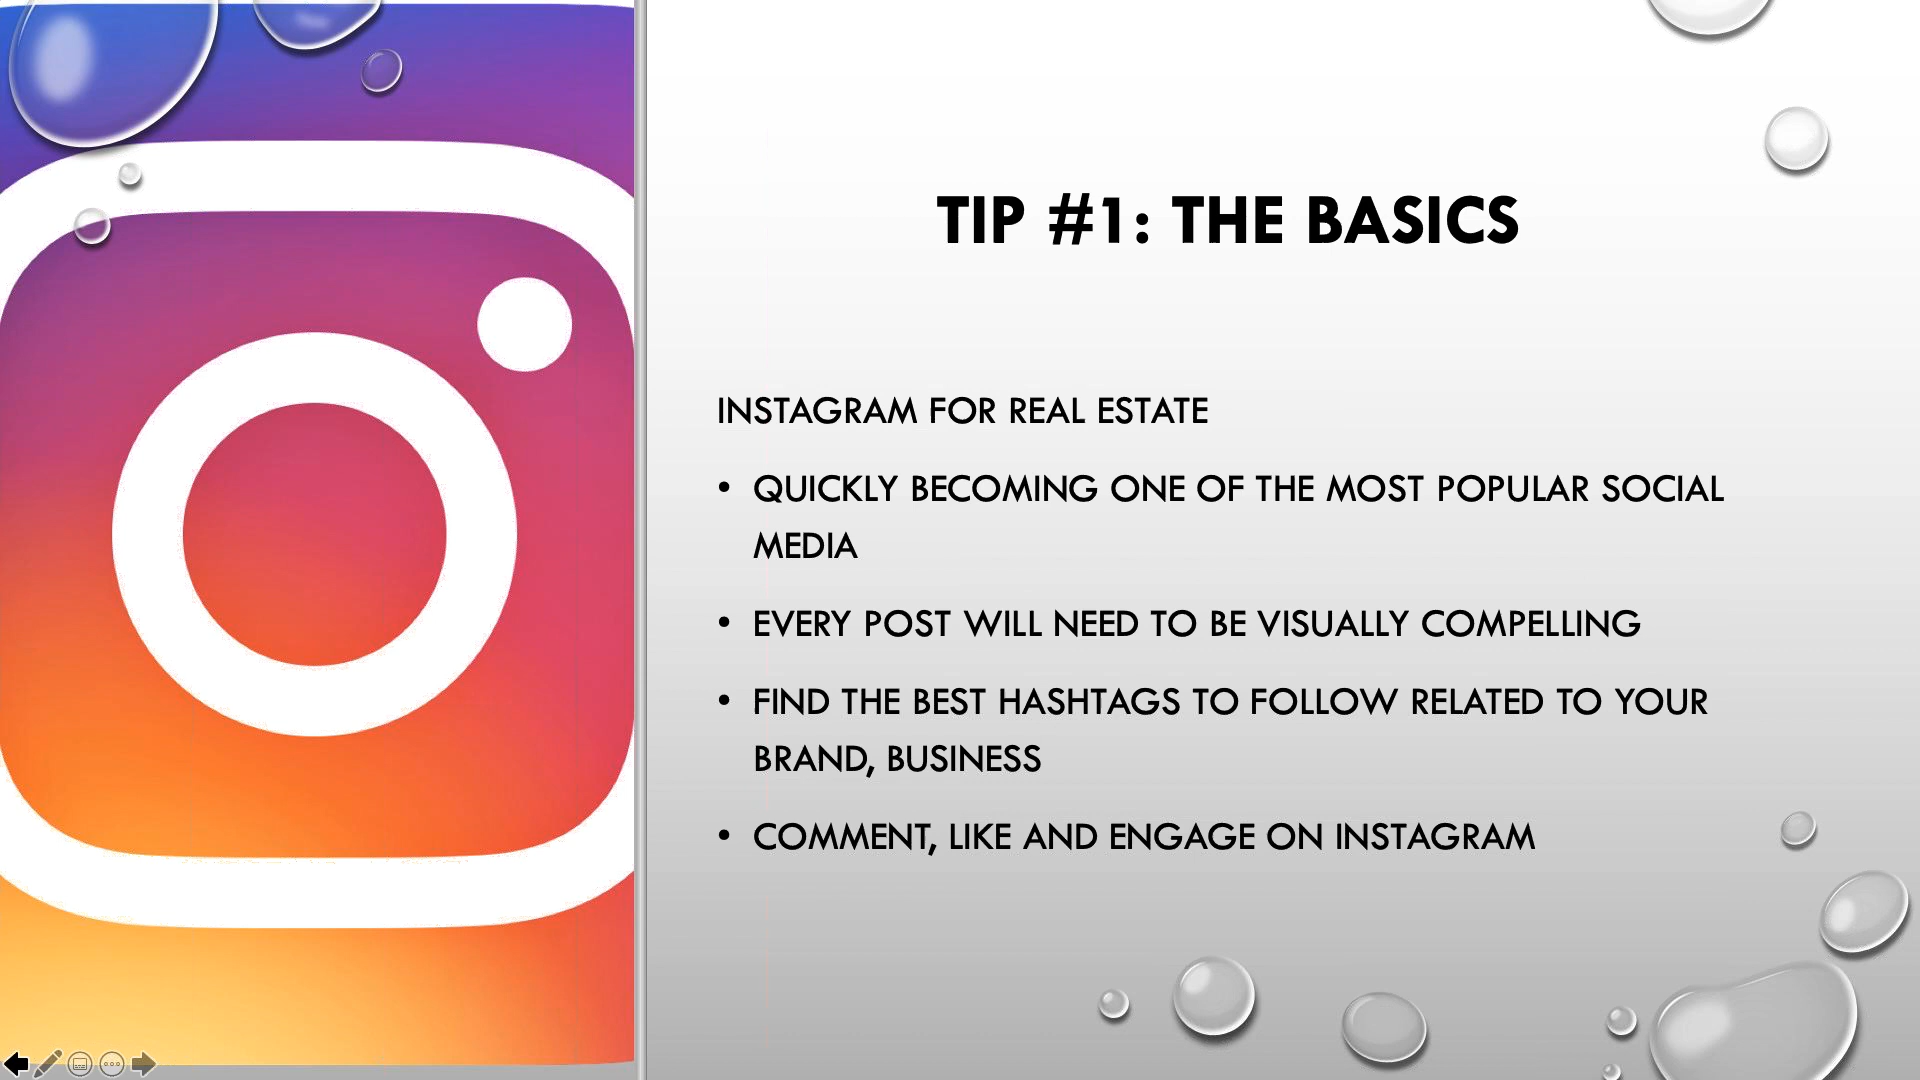 TIP #1: THE BASICS
INSTAGRAM FOR REAL ESTATE
• QUICKLY BECOMING ONE OF THE MOST POPULAR SOCIAL
MEDIA
• EVERY POST WILL NEED TO BE VISUALLY COMPELLING
• FIND THE BEST HASHTAGS TO FOLLOW RELATED TO YOUR
BRAND, BUSINESS
• COMMENT, LIKE AND ENGAGE ON INSTAGRAM